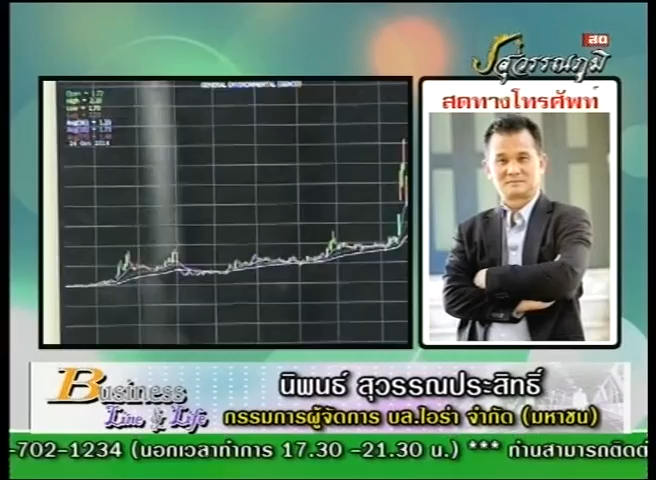 สด
สุวรรณภูมิ
สดทางโทรศัพท์
GENERAL ENVIRONMENTAL
นิพนธ์ สุวรรณประสิทธิ์
Business
Line & Life
กรรมการผู้จัดการ บล.ไอร่า จำกัด (มหาชน)
-702-1234 (นอกเวลาทำการ 17.30 -21.30 น.) *** ท่านสามารถติดต่